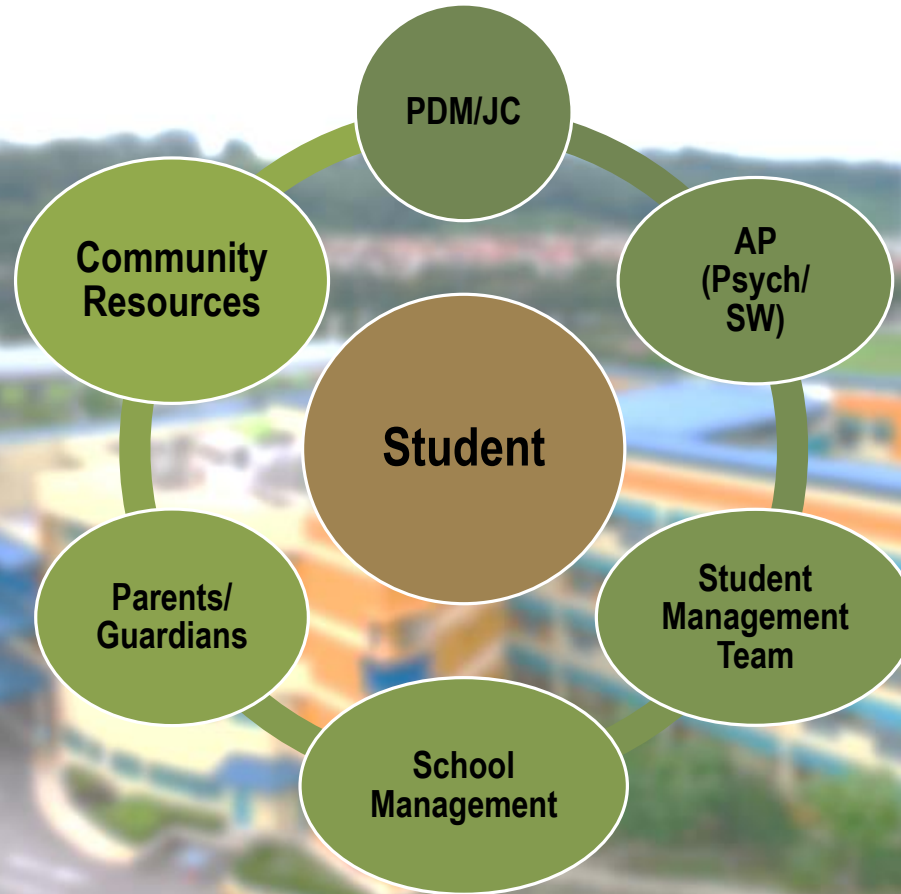 PDM/JC
AP
(Psych/
SW)
Student
Management
Team
School
Management
Parents/
Guardians
Community
Resources
Student